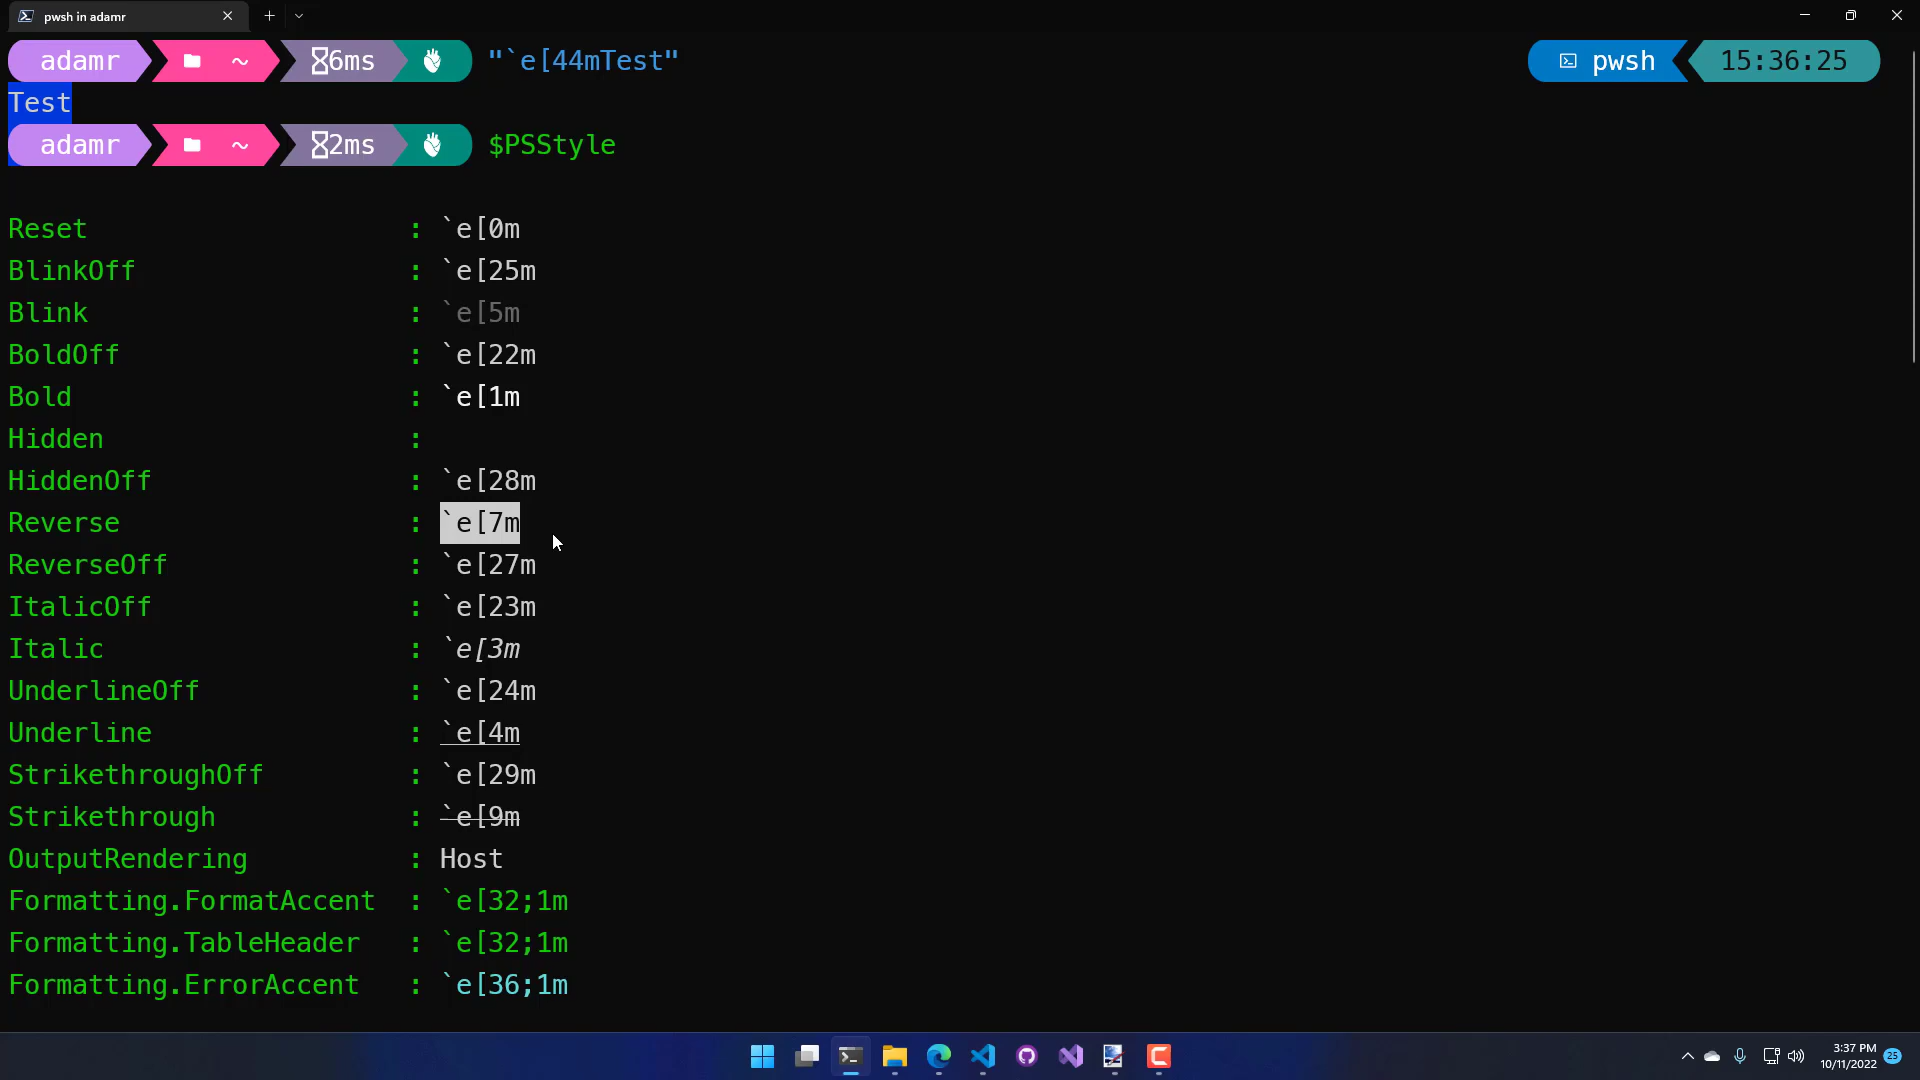 pwsh in adamr
adamr ~ 6ms "`e[44mTest" pwsh 15:36:25
Test
adamr ~ 2ms $PSStyle
Reset : `e[0m
BlinkOff : `e[25m
Blink : `e[5m
BoldOff : `e[22m
Bold : `e[1m
Hidden :
HiddenOff : `e[28m
Reverse : `e[7m
ReverseOff : `e[27m
ItalicOff : `e[23m
Italic : `e[3m
UnderlineOff : `e[24m
Underline : `e[4m
StrikethroughOff : `e[29m
Strikethrough : `e[9m
OutputRendering : Host
Formatting.FormatAccent : `e[32;1m
Formatting.TableHeader : `e[32;1m
Formatting.ErrorAccent : `e[36;1m
3:37 PM
10/11/2022 25